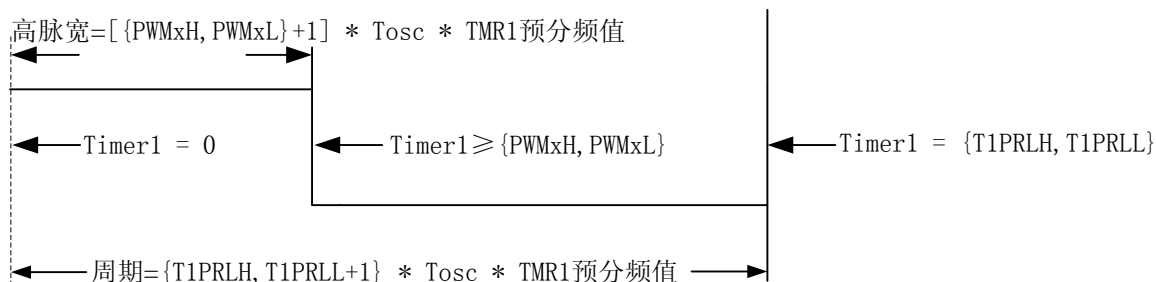 高脉宽=[{PWMxH,PWMxL}+1] * Tosc * TMR1预分频值
Timer1 = 0
Timer1≥{PWMxH,PWMxL}
Timer1 = {T1PRLH,T1PRLL}
周期={T1PRLH,T1PRLL+1} * Tosc * TMR1预分频值